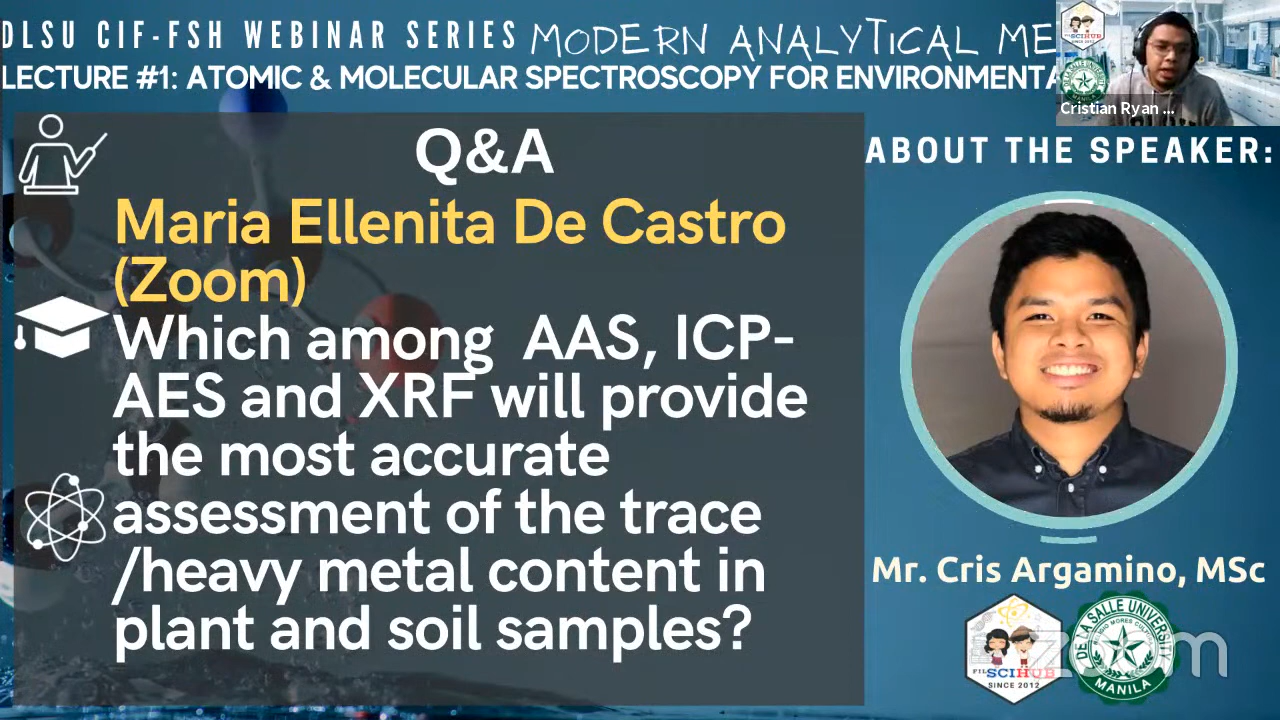 DLSU CIF-FSH WEBINAR SERIES MODERN ANALYTICAL ME
LECTURE #1: ATOMIC & MOLECULAR SPECTROSCOPY FOR ENVIRONMENTA
Cristian Ryan ...
Q&A
Maria Ellenita De Castro
(Zoom)
Which among AAS, ICP-
AES and XRF will provide
the most accurate
assessment of the trace
/heavy metal content in
plant and soil samples?
ABOUT THE SPEAKER:
Mr. Cris Argamino, MSc
FILSCIHUB
SINCE 2012
DE LA SALLE UNIVERSITY
MANILA
zoom